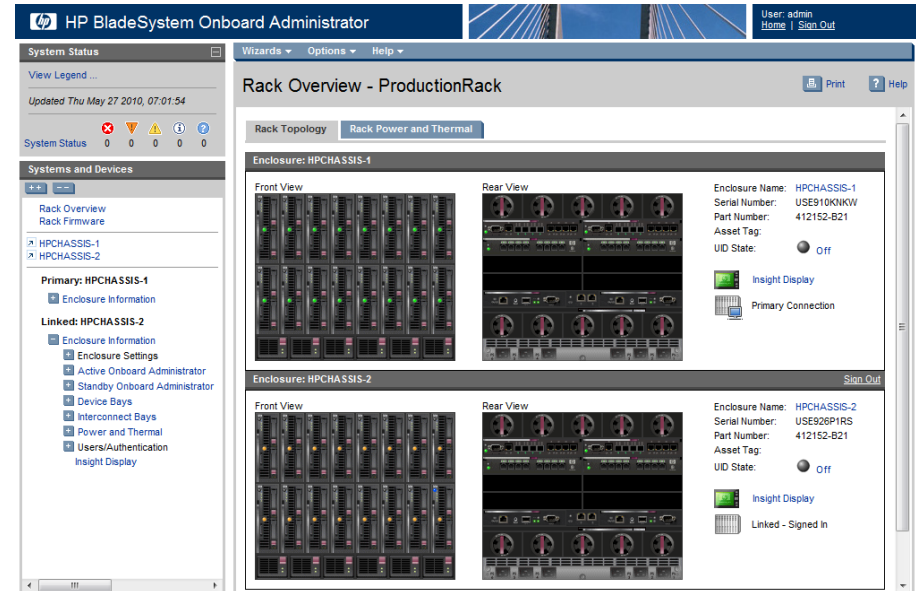 HP BladeSystem Onboard Administrator
User: admin
Home | Sign Out
System Status
View Legend ...
Updated Thu May 27 2010, 07:01:54
System Status 0 0 0 0 0
Systems and Devices
Rack Overview
Rack Firmware
HPCHASSIS-1
HPCHASSIS-2
Primary: HPCHASSIS-1
Enclosure Information
Linked: HPCHASSIS-2
Enclosure Information
Enclosure Settings
Active Onboard Administrator
Standby Onboard Administrator
Device Bays
Interconnect Bays
Power and Thermal
Users/Authentication
Insight Display
Wizards Options Help
Rack Overview - ProductionRack
Print
? Help
Rack Topology Rack Power and Thermal
Enclosure: HPCHASSIS-1
Front View Rear View
Enclosure Name: HPCHASSIS-1
Serial Number: USE910KNKW
Part Number: 412152-B21
Asset Tag:
UID State: Off
Insight Display
Primary Connection
Enclosure: HPCHASSIS-2 Sign Out
Front View Rear View
Enclosure Name: HPCHASSIS-2
Serial Number: USE926P1RS
Part Number: 412152-B21
Asset Tag:
UID State: Off
Insight Display
Linked - Signed In